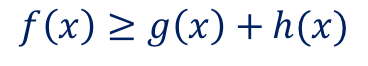 f(x) ≥ g(x) + h(x)